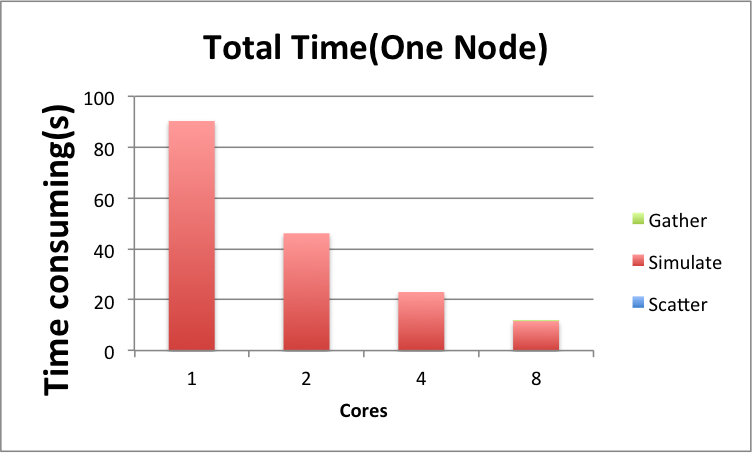 Total Time(One Node)
Time consuming(s)
100
80
60
40
20
0
1 2 4 8
Cores
Gather
Simulate
Scatter